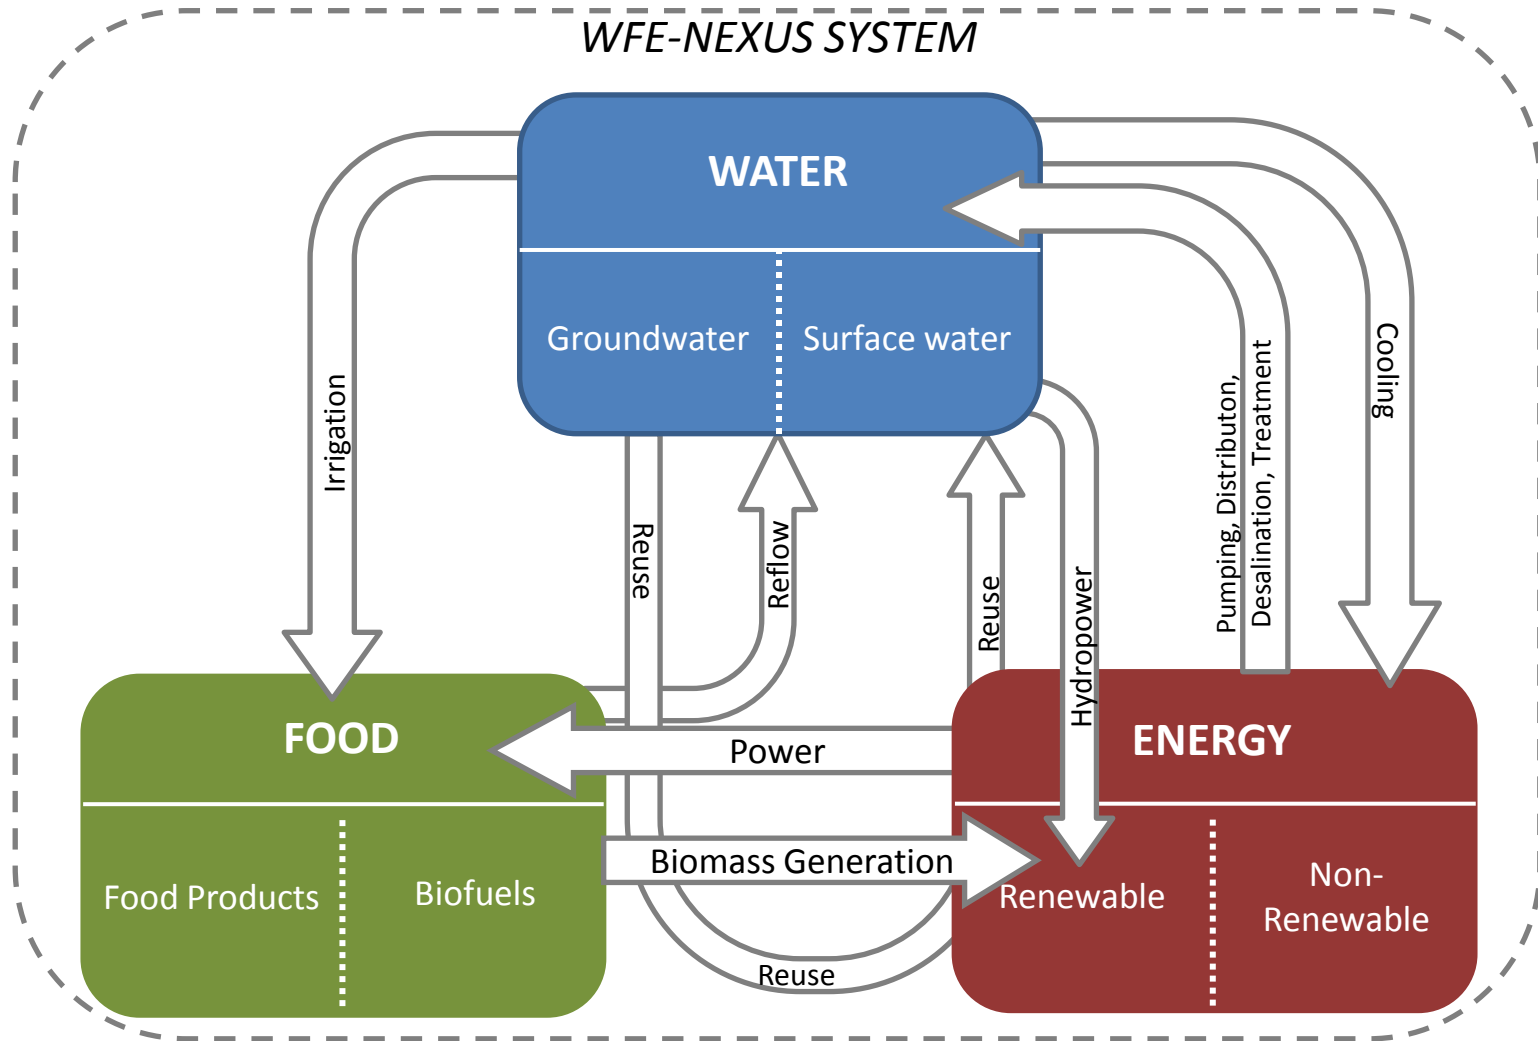 WFE-NEXUS SYSTEM
WATER
Groundwater
Surface water
Irrigation
Reuse
Reflow
Reuse
Hydropower
Pumping, Distributon,
Desalination, Treatment
Cooling
FOOD
Food Products
Biofuels
Power
Biomass Generation
Reuse
ENERGY
Renewable
Non-
Renewable